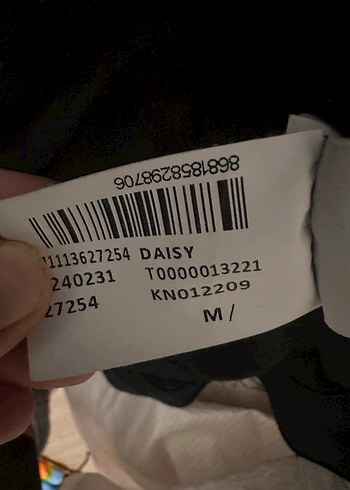 8681858298706
1113627254 DAISY
240231 T0000013221
27254 KN012209
M/